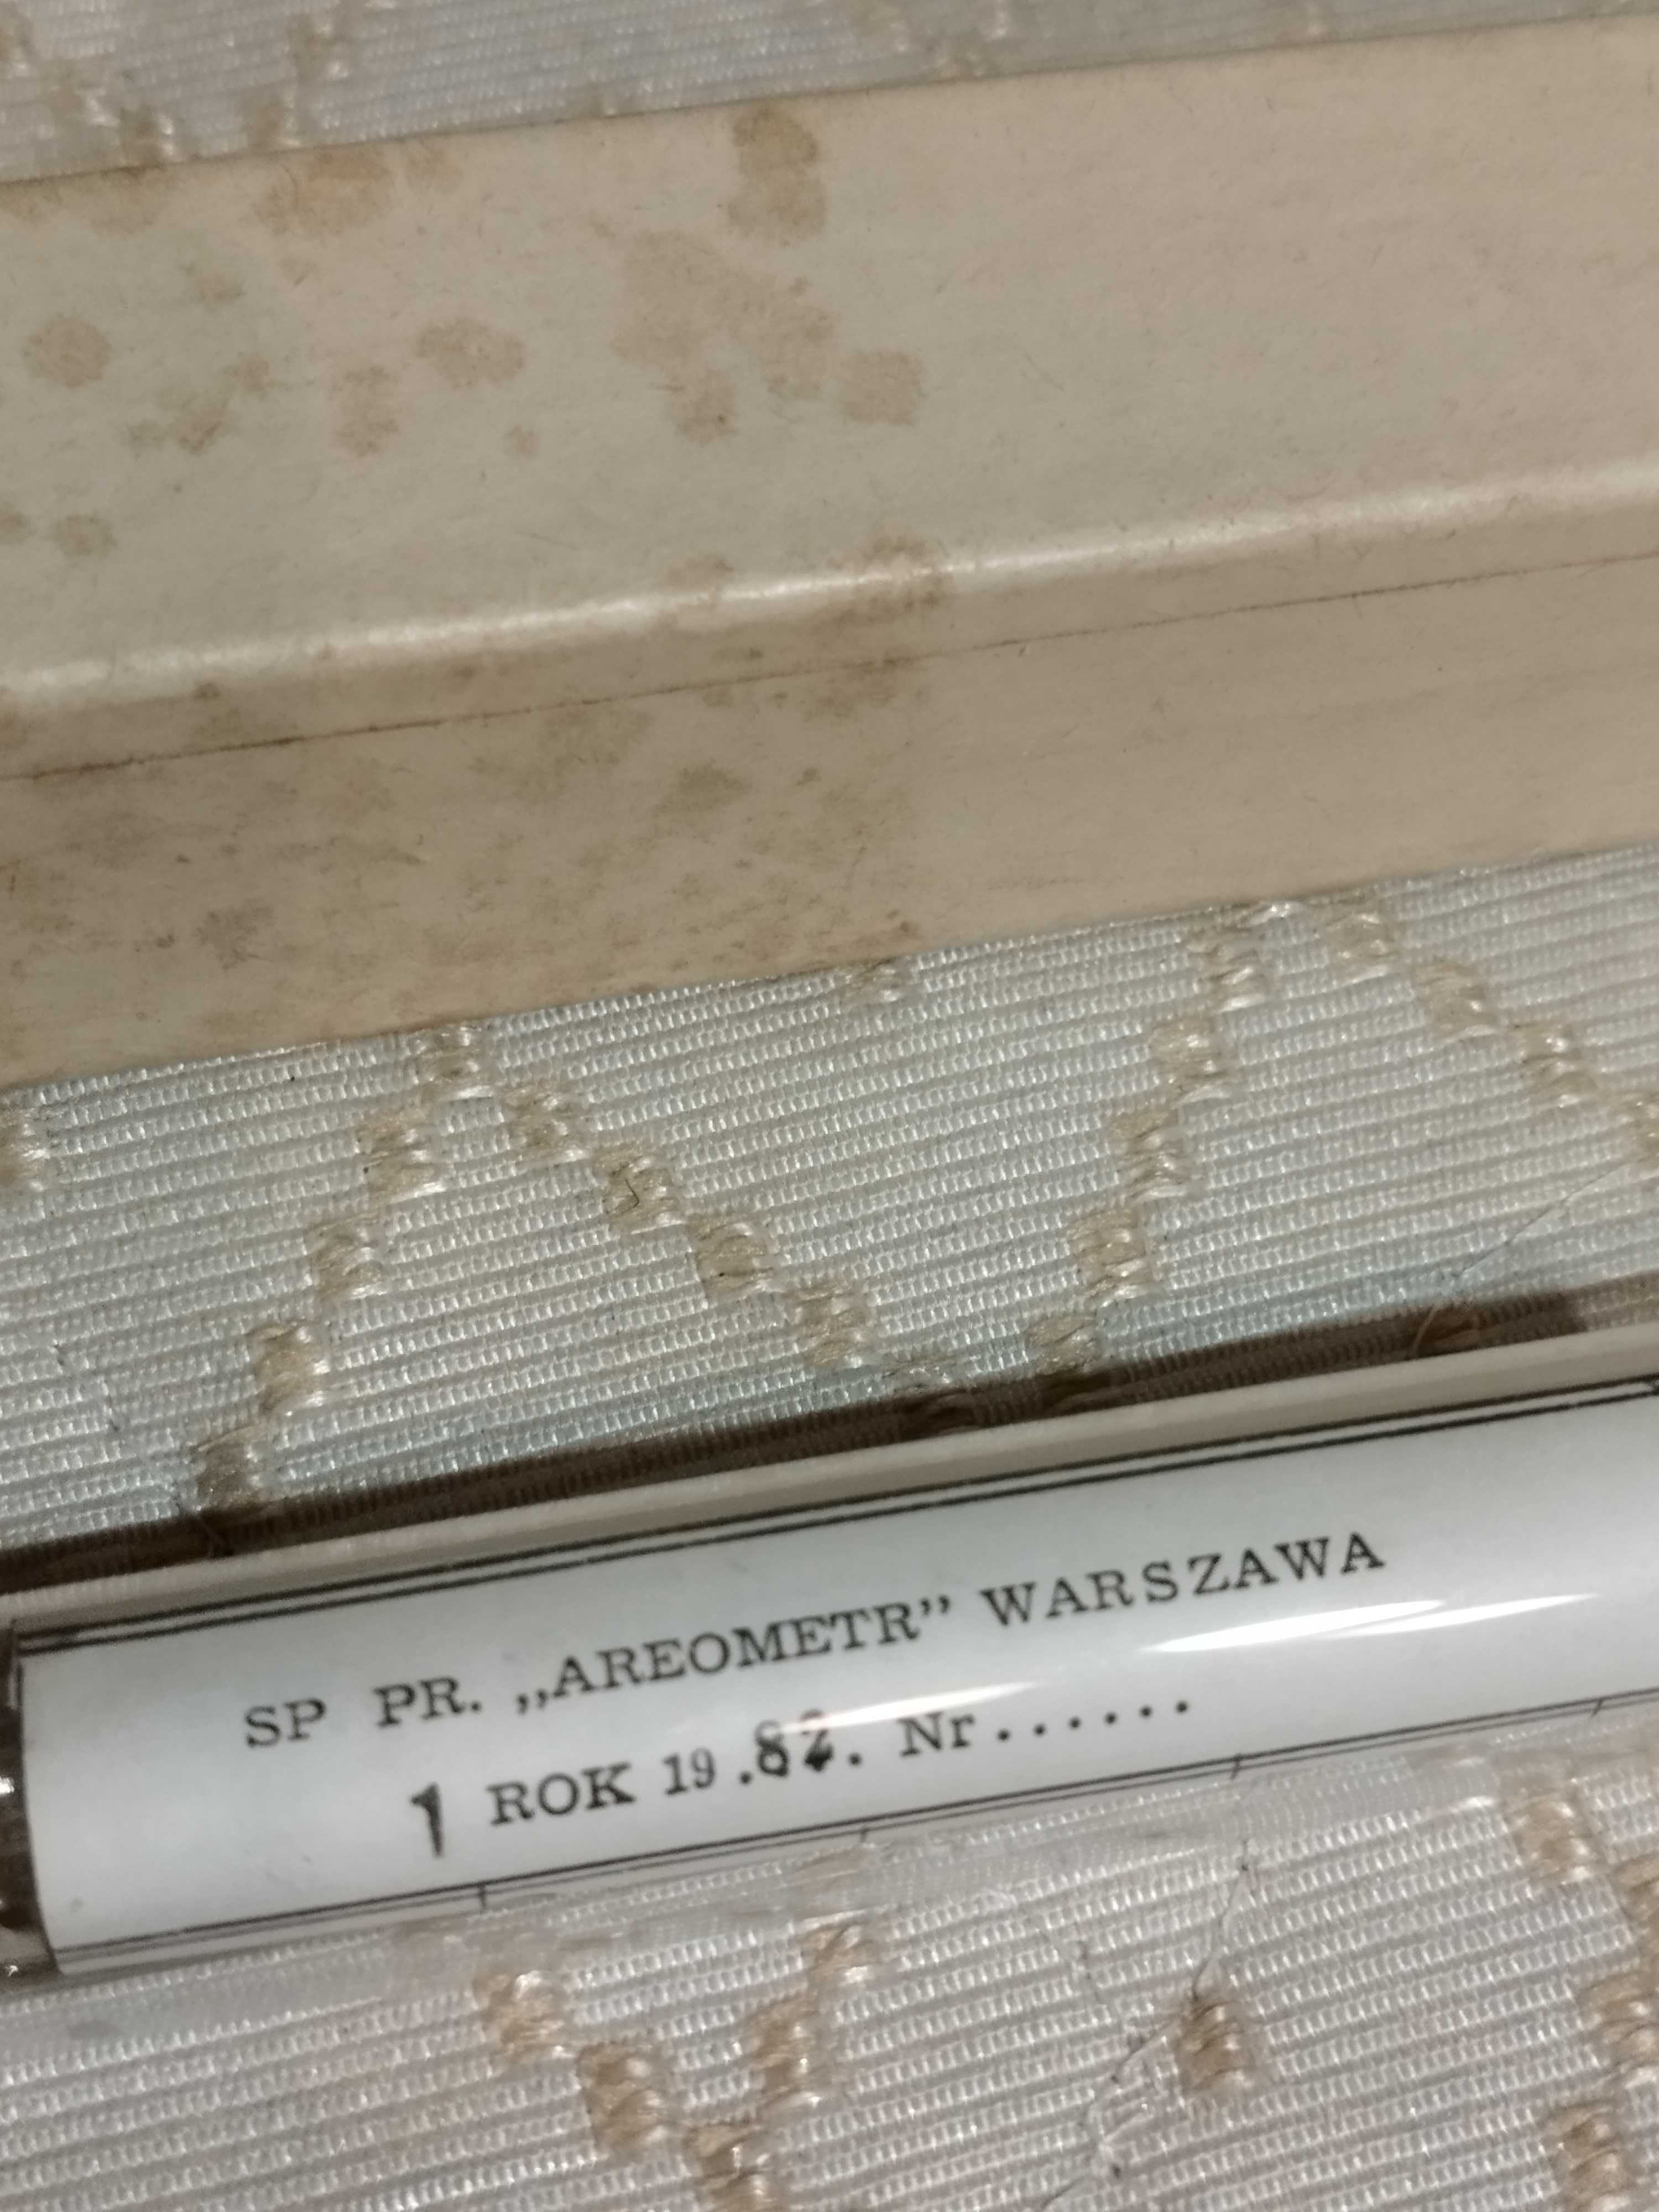 SP PR. „AREOMETR” WARSZAWA
1 ROK 19.82. Nr......